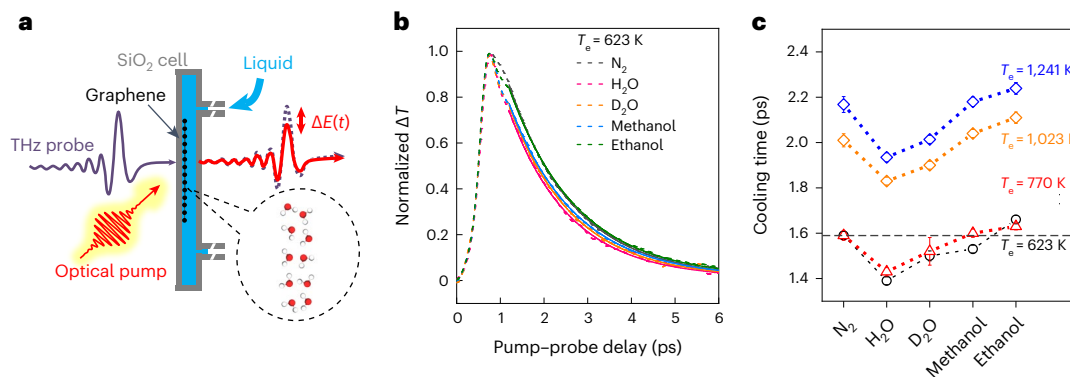 a
SiO₂ cell
Liquid
Graphene
ΔE(t)
THz probe
Optical pump
b
Normalized ΔT
1.0
0.8
0.6
0.4
0.2
0
Tₑ = 623 K
N₂
H₂O
D₂O
Methanol
Ethanol
0 1 2 3 4 5 6
Pump–probe delay (ps)
c
Cooling time (ps)
2.4
2.2
2.0
1.8
1.6
1.4
Tₑ = 1,241 K
Tₑ = 1,023 K
Tₑ = 770 K
Tₑ = 623 K
N₂
H₂O
D₂O
Methanol
Ethanol